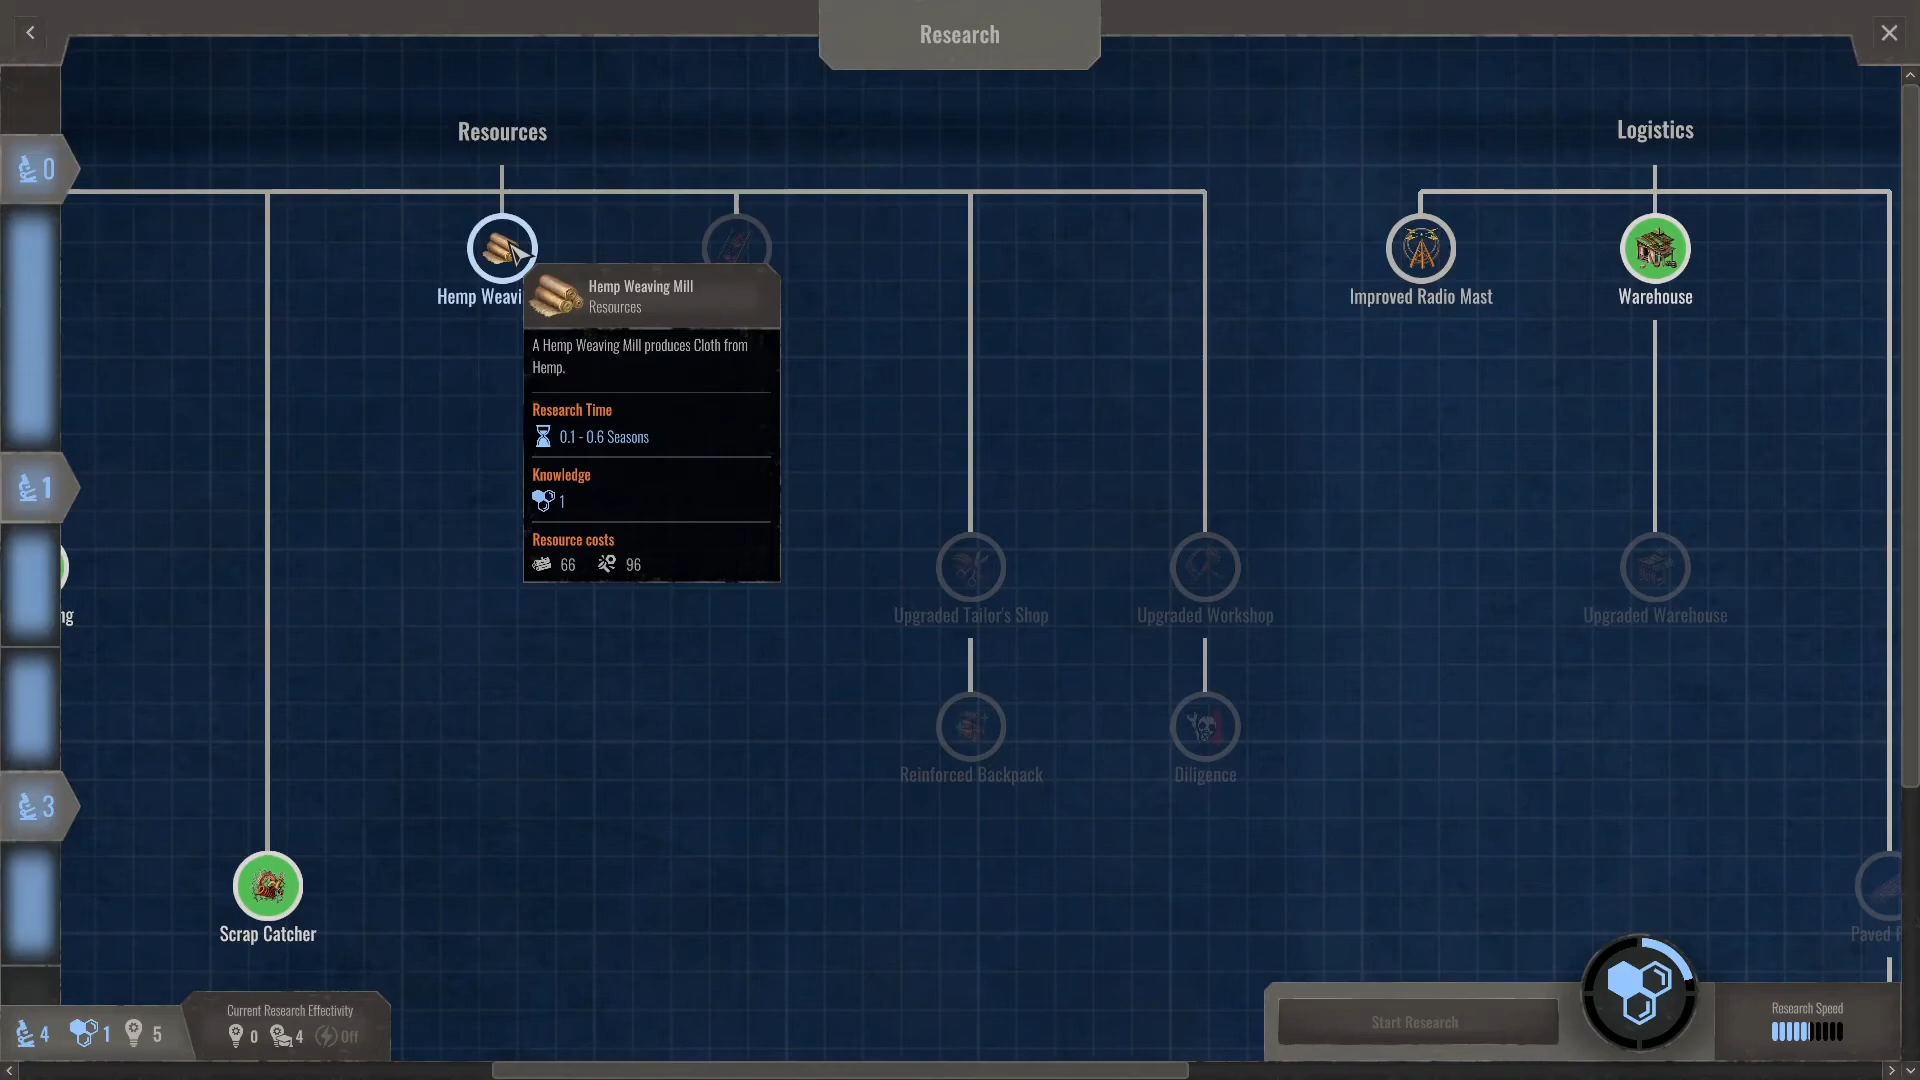 Research
Resources
Logistics
0
Hemp Weavi
Improved Radio Mast
Warehouse
Hemp Weaving Mill
Resources
A Hemp Weaving Mill produces Cloth from
Hemp.
Research Time
0.1 - 0.6 Seasons
Knowledge
1
Resource costs
66 96
1
ng
Upgraded Tailor's Shop
Upgraded Workshop
Upgraded Warehouse
Reinforced Backpack
Diligence
3
Scrap Catcher
Paved
4 1 5
Current Research Effectivity
0 4 Off
Start Research
Research Speed